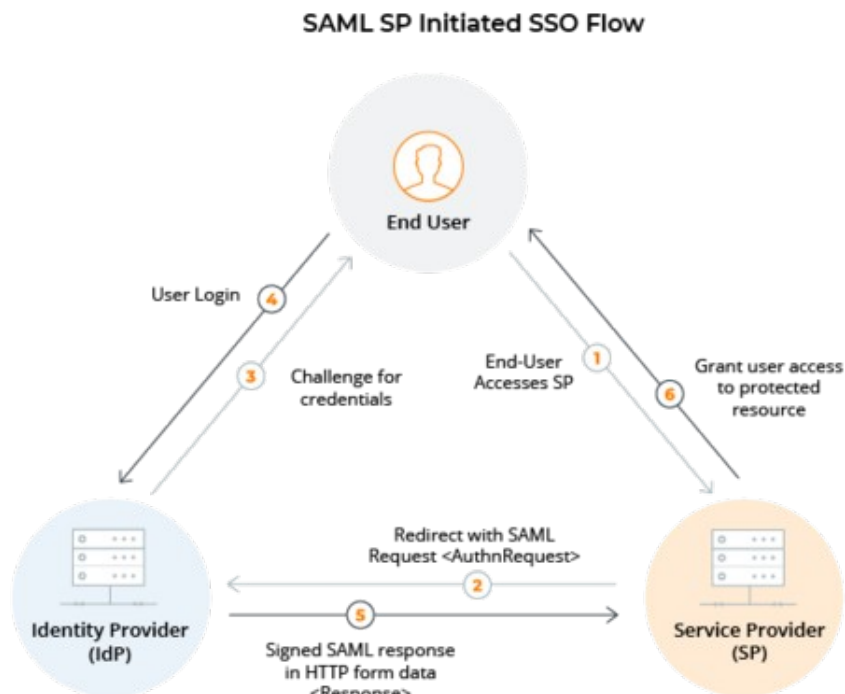 SAML SP Initiated SSO Flow
End User
User Login
4
3
Challenge for
credentials
End-User
Accesses SP
1
Grant user access
to protected
resource
6
Redirect with SAML
Request <AuthnRequest>
2
5
Signed SAML response
in HTTP form data
<Response>
Identity Provider
(IdP)
Service Provider
(SP)